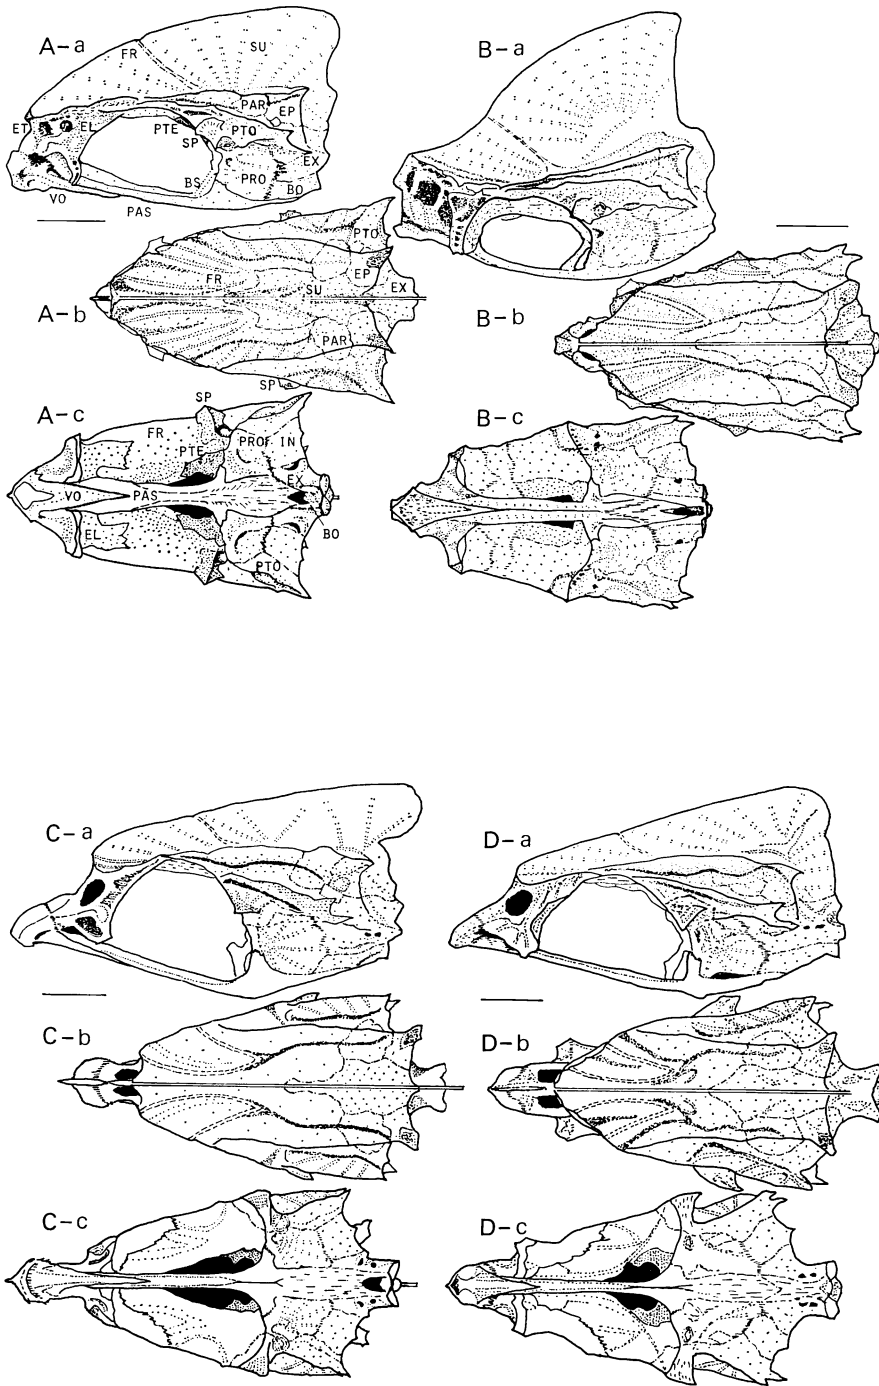 A-a
FR
SU
B-a
PAR
EP
ET
EL
PTE
PTO
SP
EX
PRO
BS
BO
VO
PAS
PTO
EP
FR
SU
EX
A-b
B-b
PAR
SP
SP
A-c
B-c
FR
PRO
IN
PTE
EX
VO
PAS
EL
BO
PTO
C-a
D-a
C-b
D-b
C-c
D-c